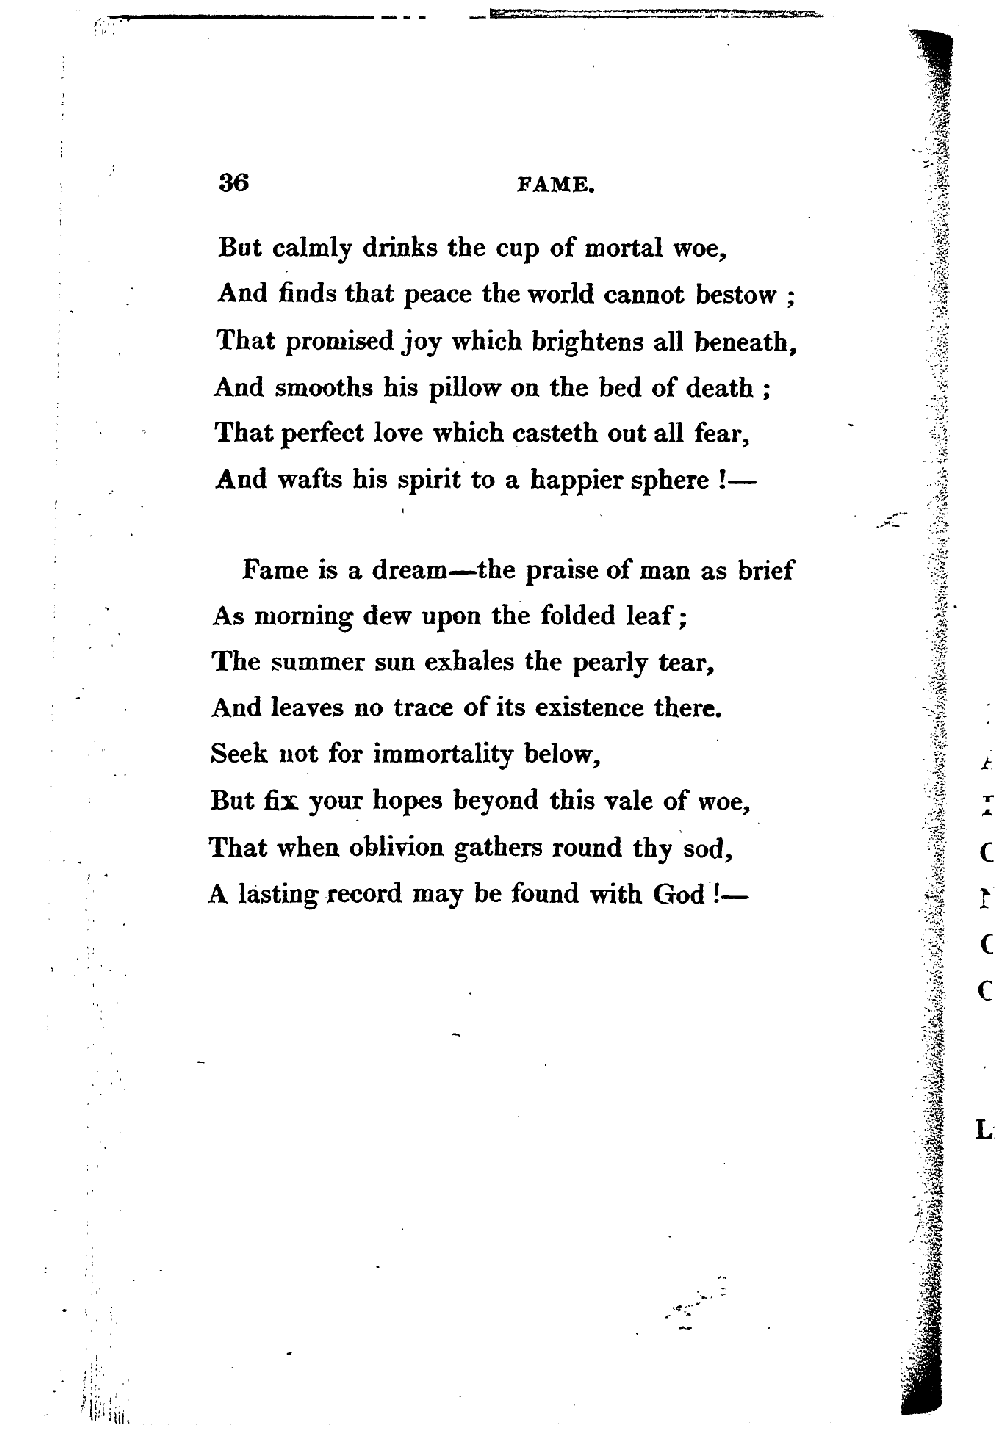 36 FAME.
But calmly drinks the cup of mortal woe,
And finds that peace the world cannot bestow ;
That promised joy which brightens all beneath,
And smooths his pillow on the bed of death ;
That perfect love which casteth out all fear,
And wafts his spirit to a happier sphere !—
Fame is a dream—the praise of man as brief
As morning dew upon the folded leaf ;
The summer sun exhales the pearly tear,
And leaves no trace of its existence there.
Seek not for immortality below,
But fix your hopes beyond this vale of woe,
That when oblivion gathers round thy sod,
A lasting record may be found with God !—